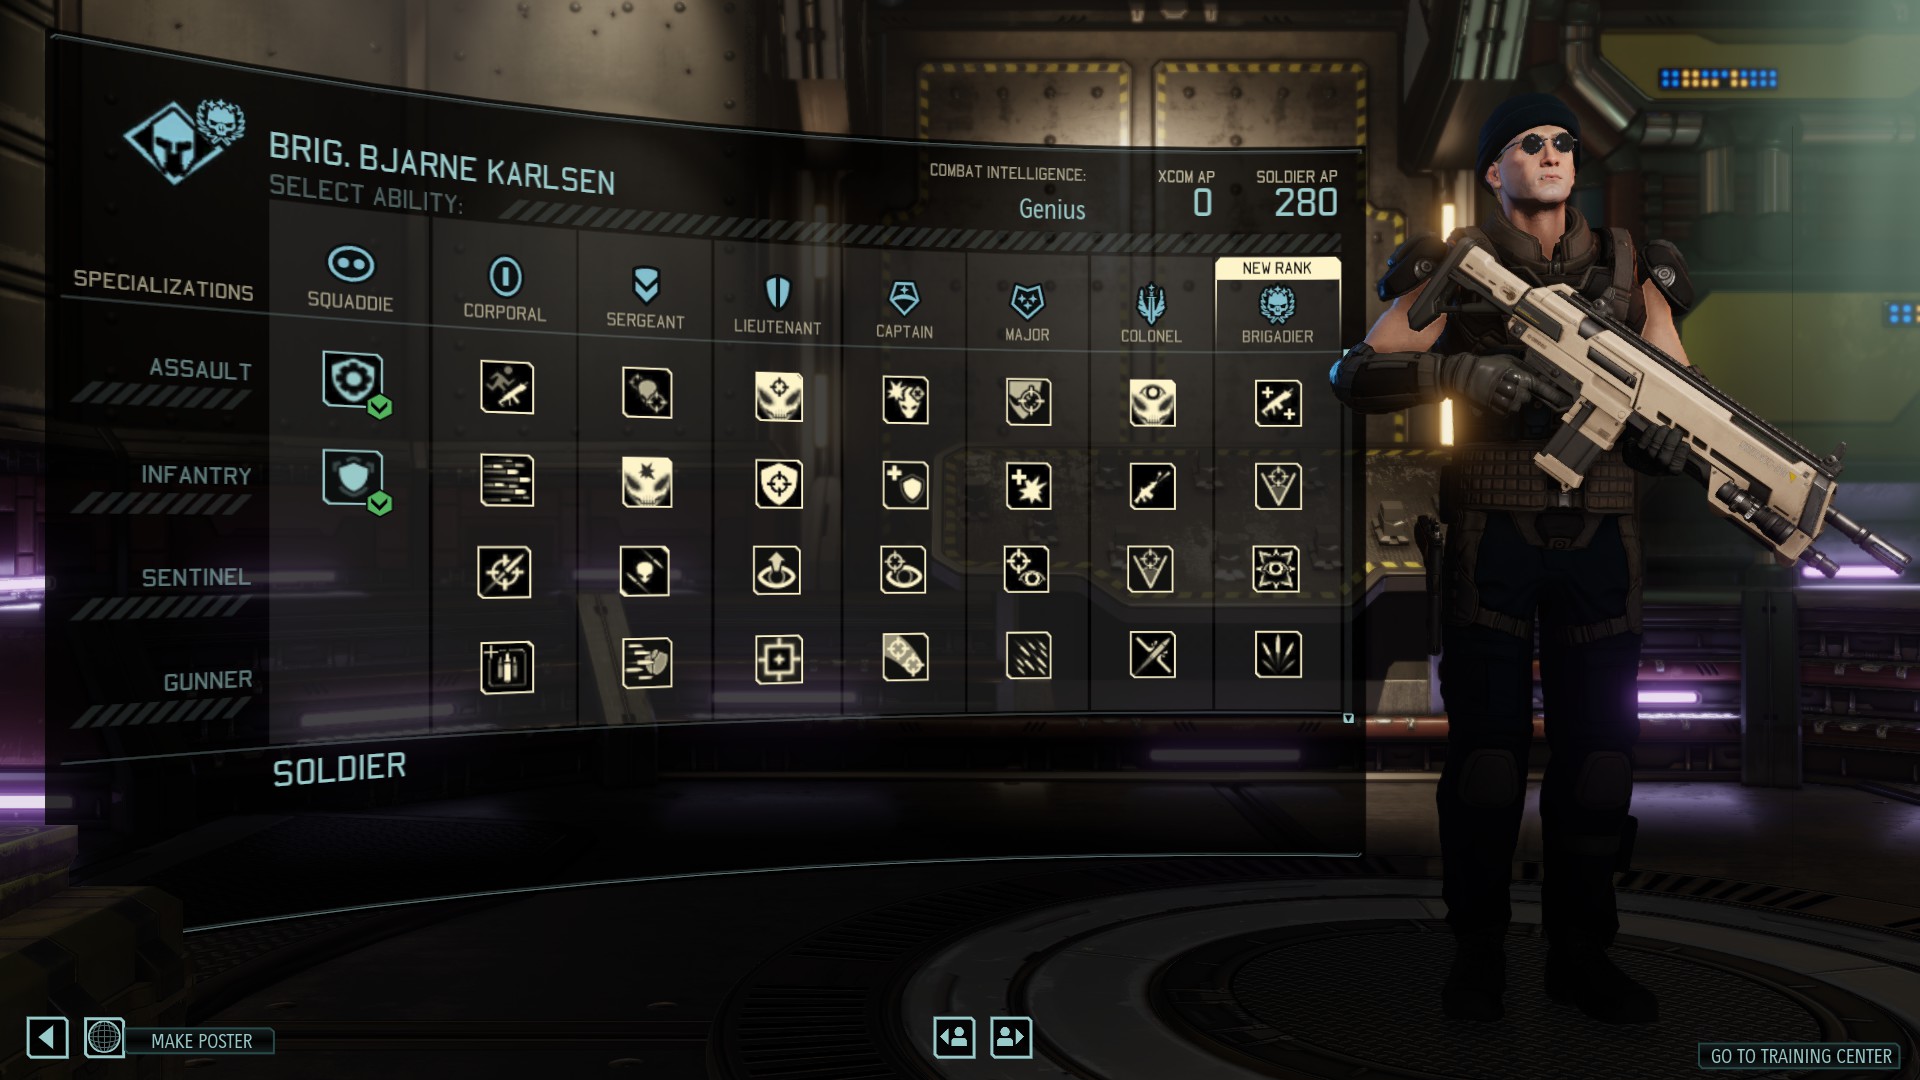 BRIG. BJARNE KARLSEN
SELECT ABILITY:
COMBAT INTELLIGENCE:
Genius
XCOM AP
0
SOLDIER AP
280
SPECIALIZATIONS
SQUADDIE
CORPORAL
SERGEANT
LIEUTENANT
CAPTAIN
MAJOR
COLONEL
NEW RANK
BRIGADIER
ASSAULT
INFANTRY
SENTINEL
GUNNER
SOLDIER
MAKE POSTER
GO TO TRAINING CENTER